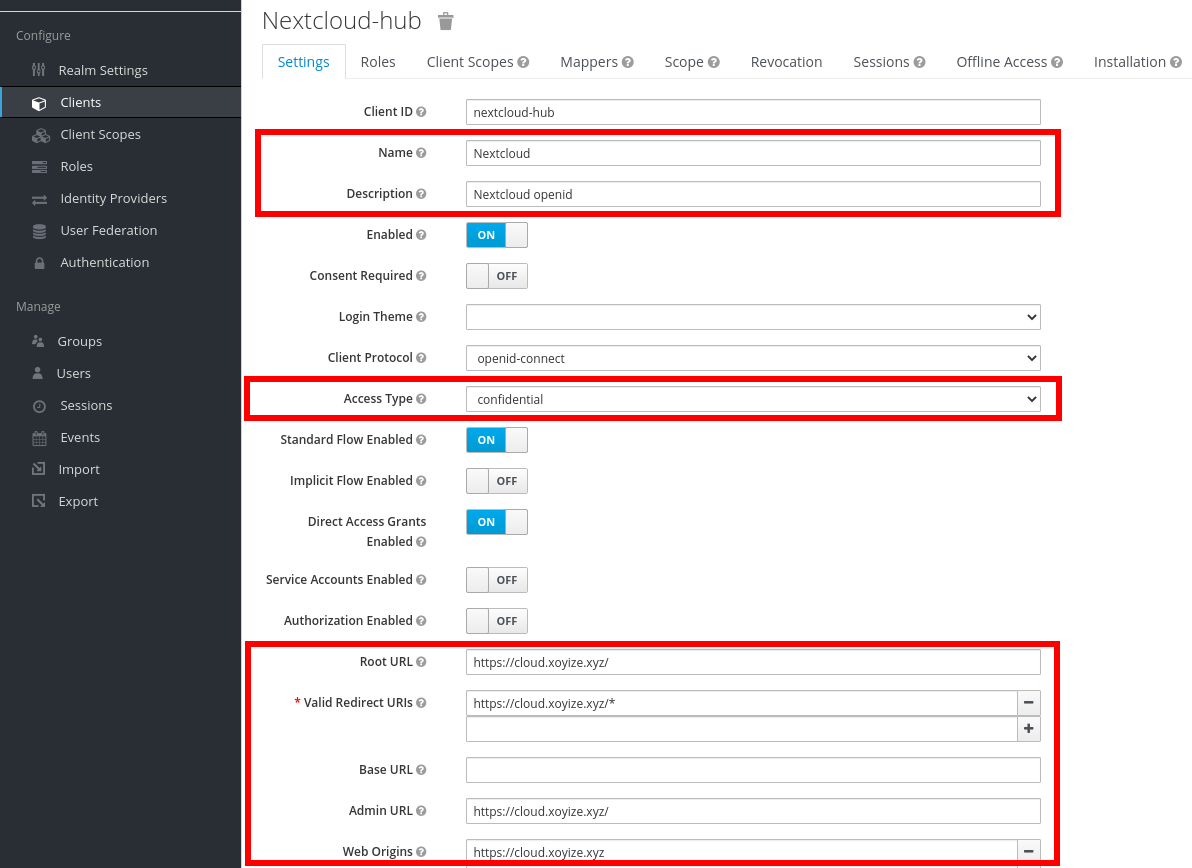 Nextcloud-hub
Configure
Realm Settings
Clients
Client Scopes
Roles
Identity Providers
User Federation
Authentication
Manage
Groups
Users
Sessions
Events
Import
Export
Settings Roles Client Scopes Mappers Scope Revocation Sessions Offline Access Installation
Client ID nextcloud-hub
Name Nextcloud
Description Nextcloud openid
Enabled ON
Consent Required OFF
Login Theme
Client Protocol openid-connect
Access Type confidential
Standard Flow Enabled ON
Implicit Flow Enabled OFF
Direct Access Grants
Enabled ON
Service Accounts Enabled OFF
Authorization Enabled OFF
Root URL https://cloud.xoyize.xyz/
* Valid Redirect URIs https://cloud.xoyize.xyz/*
Base URL
Admin URL https://cloud.xoyize.xyz/
Web Origins https://cloud.xoyize.xyz